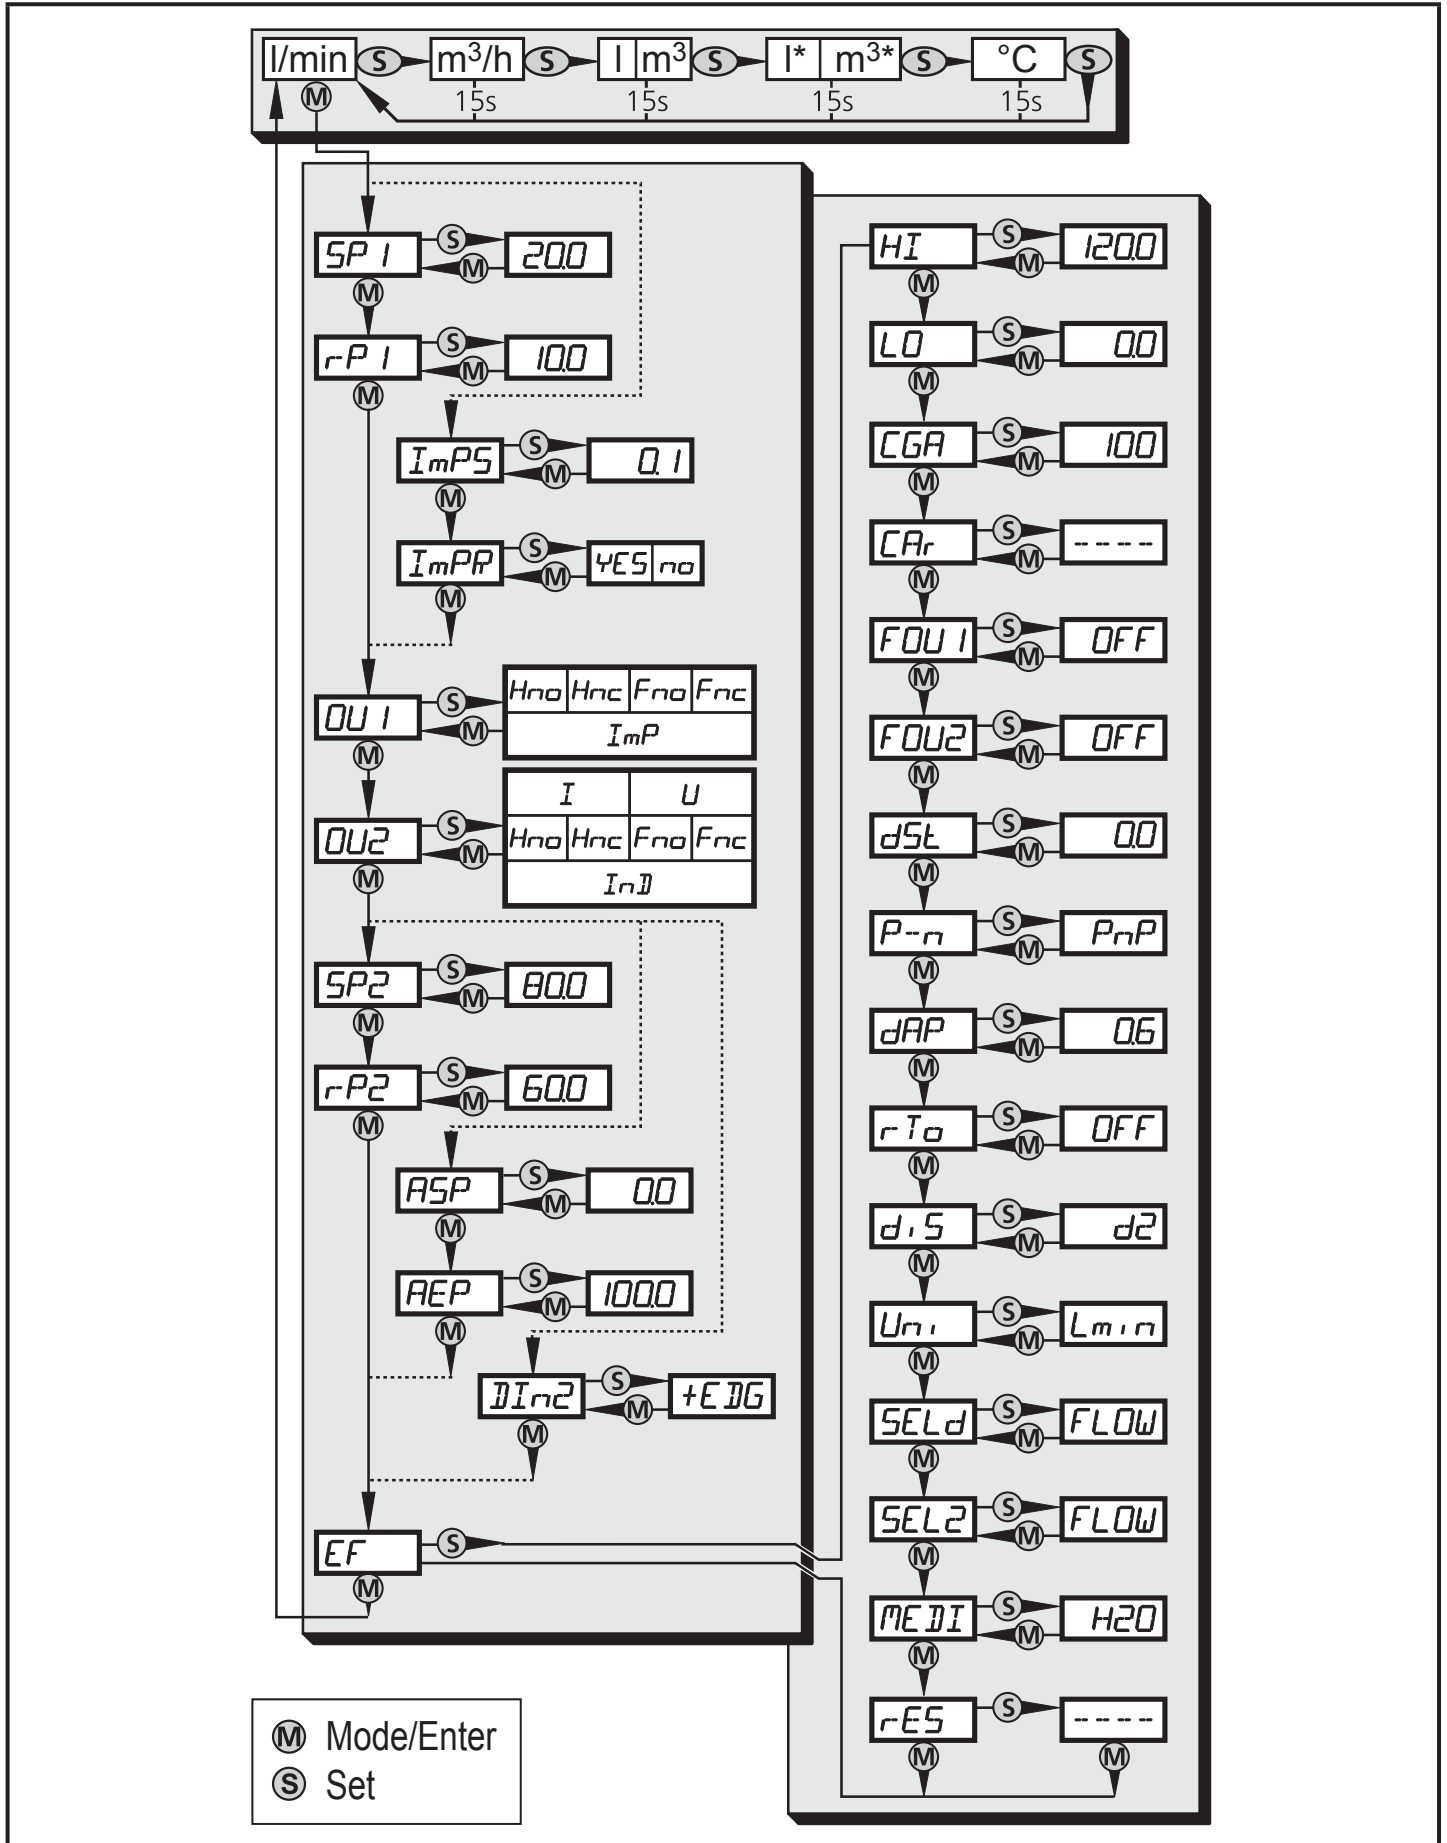 l/min S m³/h S l m³ S l* m³* S °C S
M 15s 15s 15s 15s
SP1 S M 20.0
M
rP1 S M 10.0
M
ImPS S M 0.1
M
ImPR S M YES no
M
OU1 S M Hno Hnc Fno Fnc
ImP
M
OU2 S M I U
Hno Hnc Fno Fnc
InD
M
SP2 S M 80.0
M
rP2 S M 60.0
M
ASP S M 0.0
M
AEP S M 100.0
M
DIn2 S M +EDG
M
EF S
M
HI S M 120.0
M
LO S M 0.0
M
CGA S M 100
M
CAr S M ----
M
FOU1 S M OFF
M
FOU2 S M OFF
M
dSt S M 0.0
M
P-n S M PnP
M
dAP S M 0.6
M
rTo S M OFF
M
diS S M d2
M
Uni S M Lmin
M
SELd S M FLOW
M
SEL2 S M FLOW
M
MEDI S M H2O
M
rES S ----
M M
M Mode/Enter
S Set